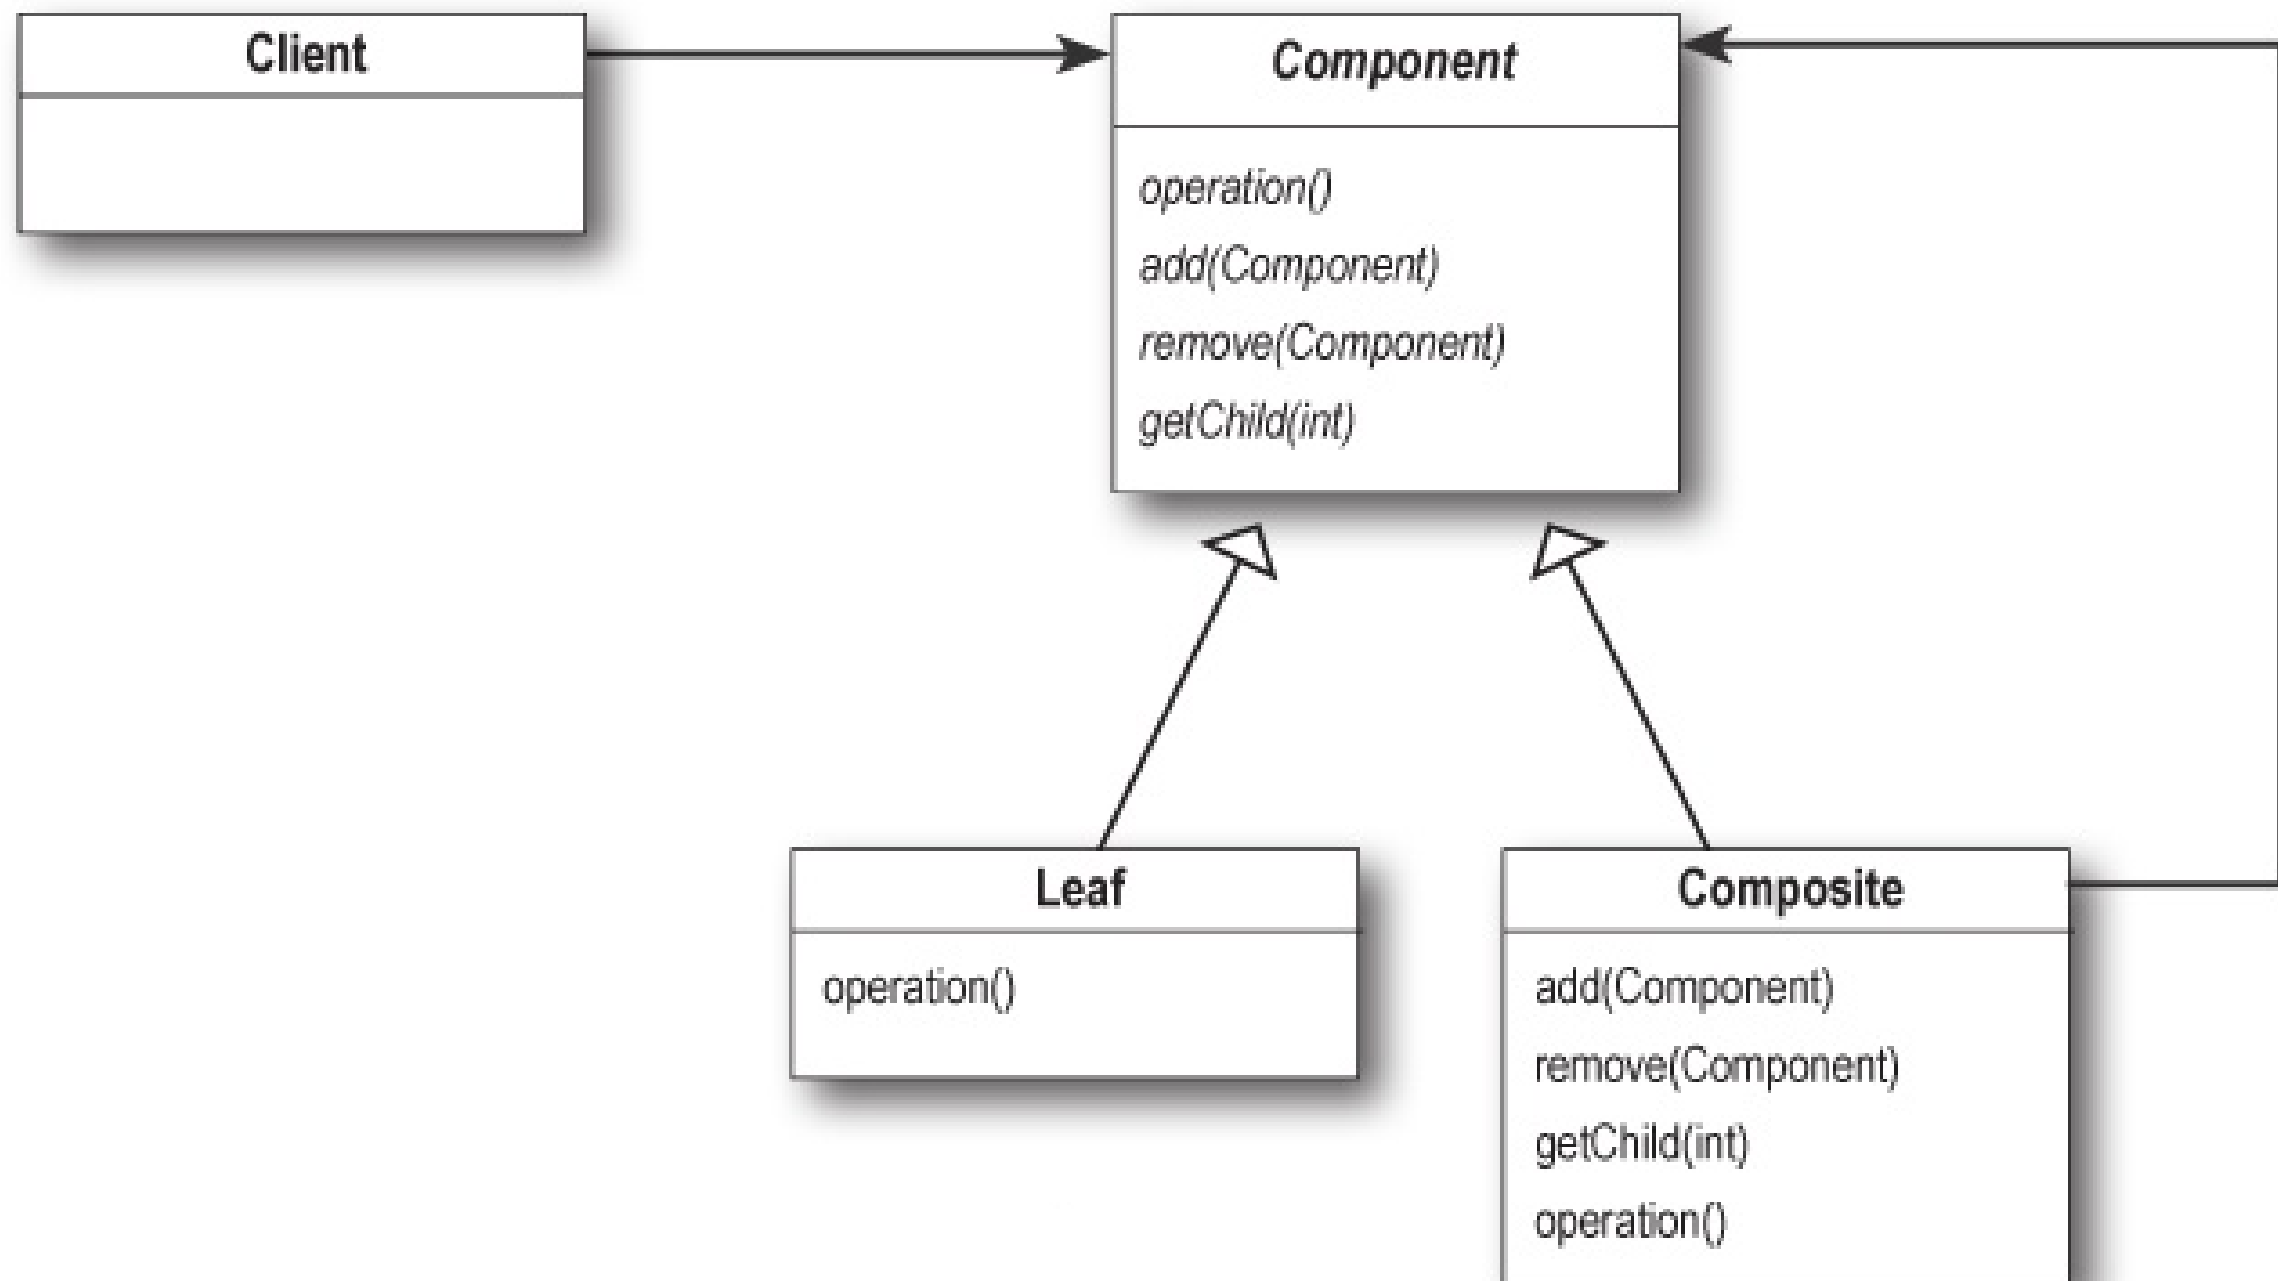 Client
Component
operation()
add(Component)
remove(Component)
getChild(int)
Leaf
operation()
Composite
add(Component)
remove(Component)
getChild(int)
operation()